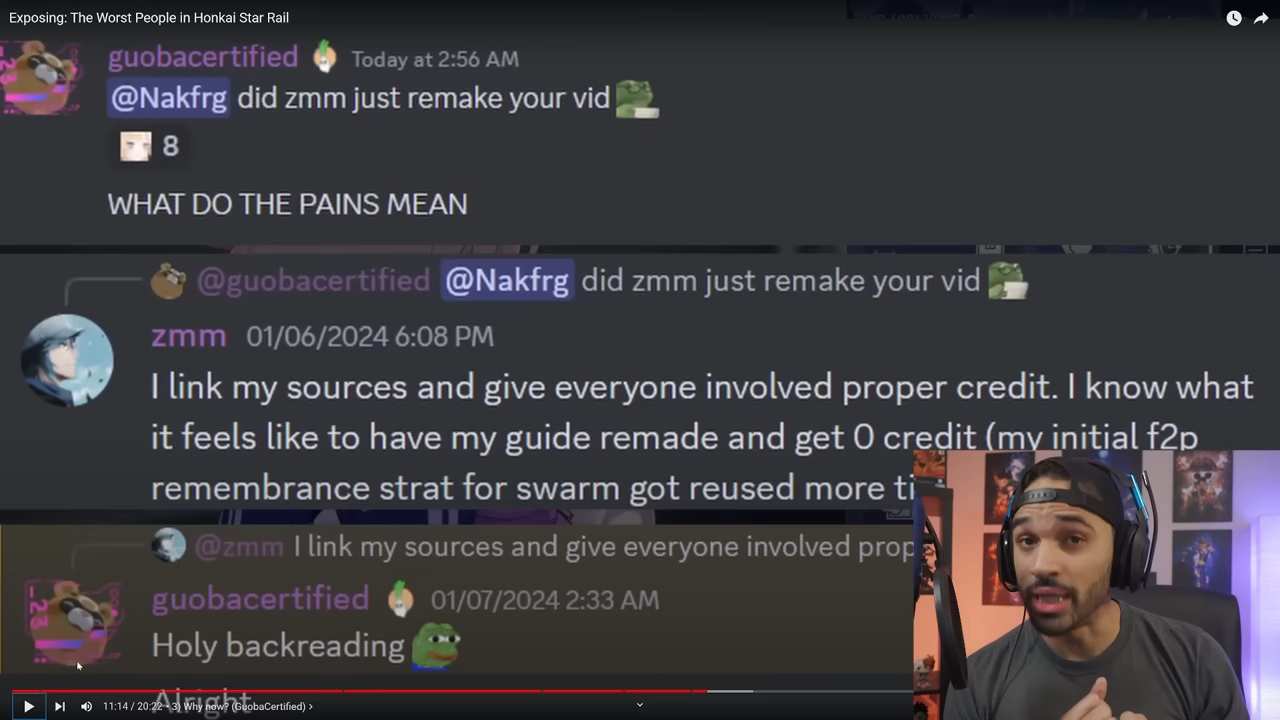 Exposing: The Worst People in Honkai Star Rail
guobacertified Today at 2:56 AM
@Nakfrg did zmm just remake your vid
8
WHAT DO THE PAINS MEAN
@guobacertified @Nakfrg did zmm just remake your vid
zmm 01/06/2024 6:08 PM
I link my sources and give everyone involved proper credit. I know what
it feels like to have my guide remade and get 0 credit (my initial f2p
remembrance strat for swarm got reused more
@zmm I link my sources and give everyone involved prop
guobacertified 01/07/2024 2:33 AM
Holy backreading
Alright
11:14 / 20:22 • 3) Why now? (GuobaCertified) ›